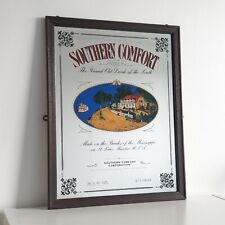 SOUTHERN COMFORT
The Grand Old Drink of the South
Made on the Banks of the Mississippi
in St. Louis, Missouri, U.S.A.
SOUTHERN COMFORT
CORPORATION